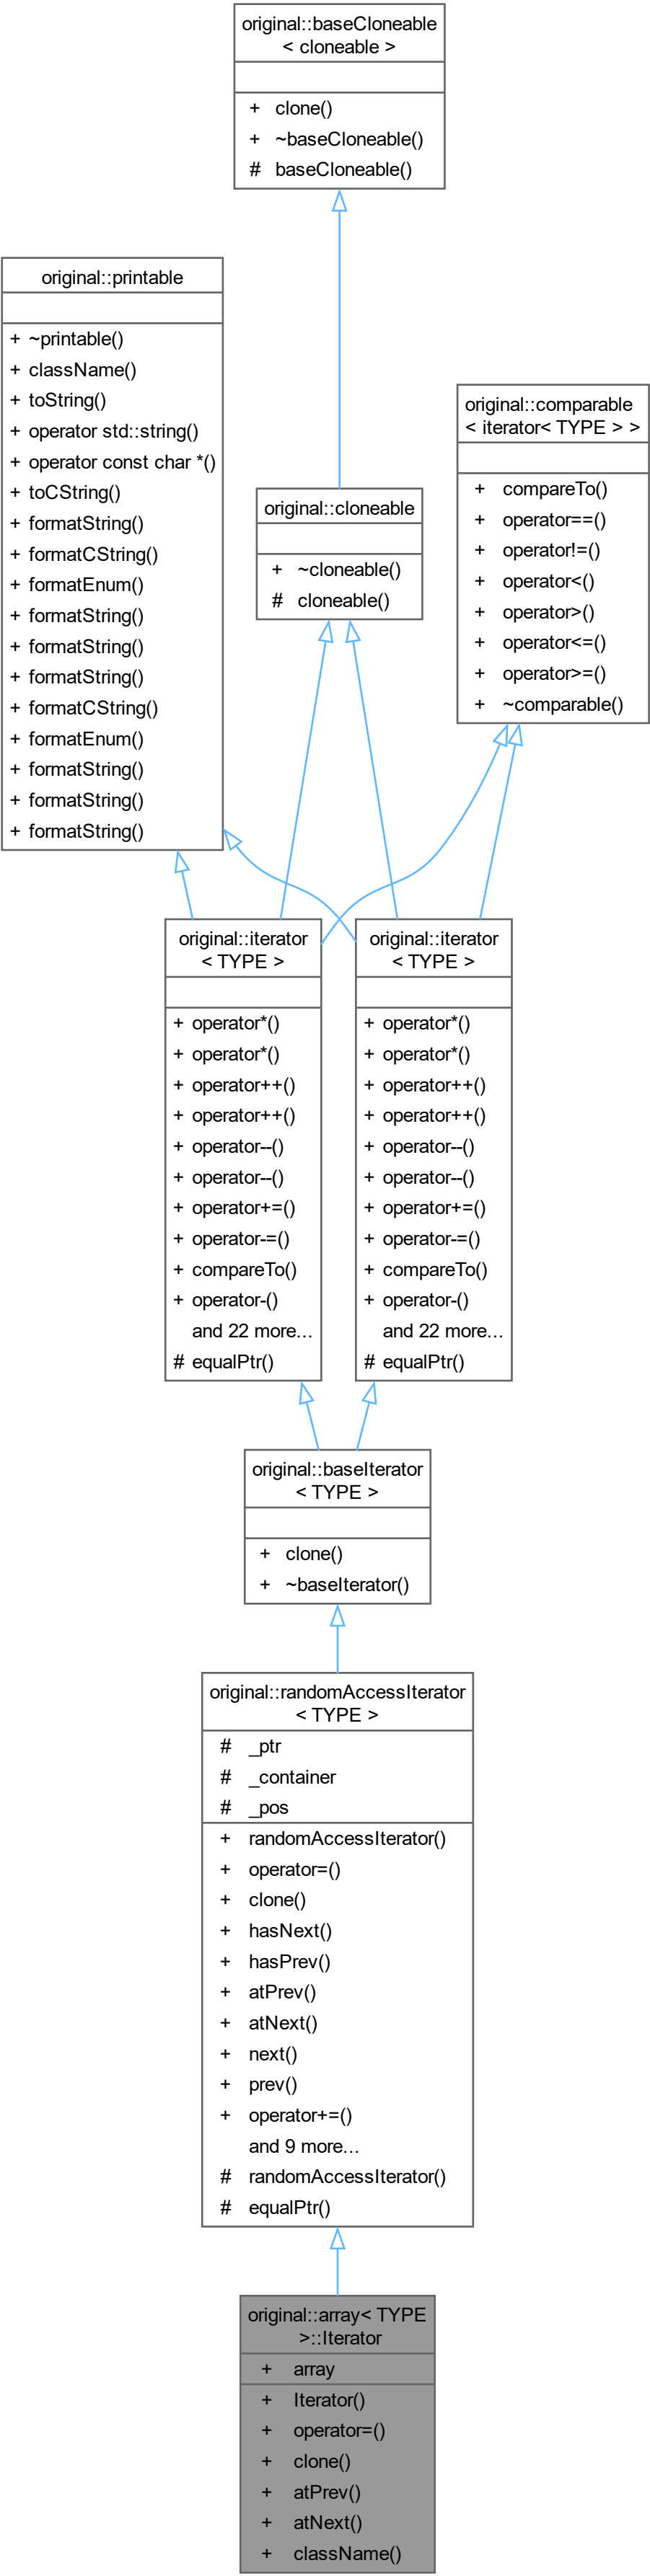 original::baseCloneable
< cloneable >
+ clone()
+ ~baseCloneable()
# baseCloneable()
original::printable
+ ~printable()
+ className()
+ toString()
+ operator std::string()
+ operator const char *()
+ toCString()
+ formatString()
+ formatCString()
+ formatEnum()
+ formatString()
+ formatString()
+ formatString()
+ formatCString()
+ formatEnum()
+ formatString()
+ formatString()
+ formatString()
original::comparable
< iterator< TYPE > >
+ compareTo()
+ operator==()
+ operator!=()
+ operator<()
+ operator>()
+ operator<=()
+ operator>=()
+ ~comparable()
original::cloneable
+ ~cloneable()
# cloneable()
original::iterator
< TYPE >
+ operator*()
+ operator*()
+ operator++()
+ operator++()
+ operator--()
+ operator--()
+ operator+=()
+ operator-=()
+ compareTo()
+ operator-()
and 22 more...
# equalPtr()
original::iterator
< TYPE >
+ operator*()
+ operator*()
+ operator++()
+ operator++()
+ operator--()
+ operator--()
+ operator+=()
+ operator-=()
+ compareTo()
+ operator-()
and 22 more...
# equalPtr()
original::baseIterator
< TYPE >
+ clone()
+ ~baseIterator()
original::randomAccessIterator
< TYPE >
# _ptr
# _container
# _pos
+ randomAccessIterator()
+ operator=()
+ clone()
+ hasNext()
+ hasPrev()
+ atPrev()
+ atNext()
+ next()
+ prev()
+ operator+=()
and 9 more...
# randomAccessIterator()
# equalPtr()
original::array< TYPE
>::Iterator
+ array
+ Iterator()
+ operator=()
+ clone()
+ atPrev()
+ atNext()
+ className()